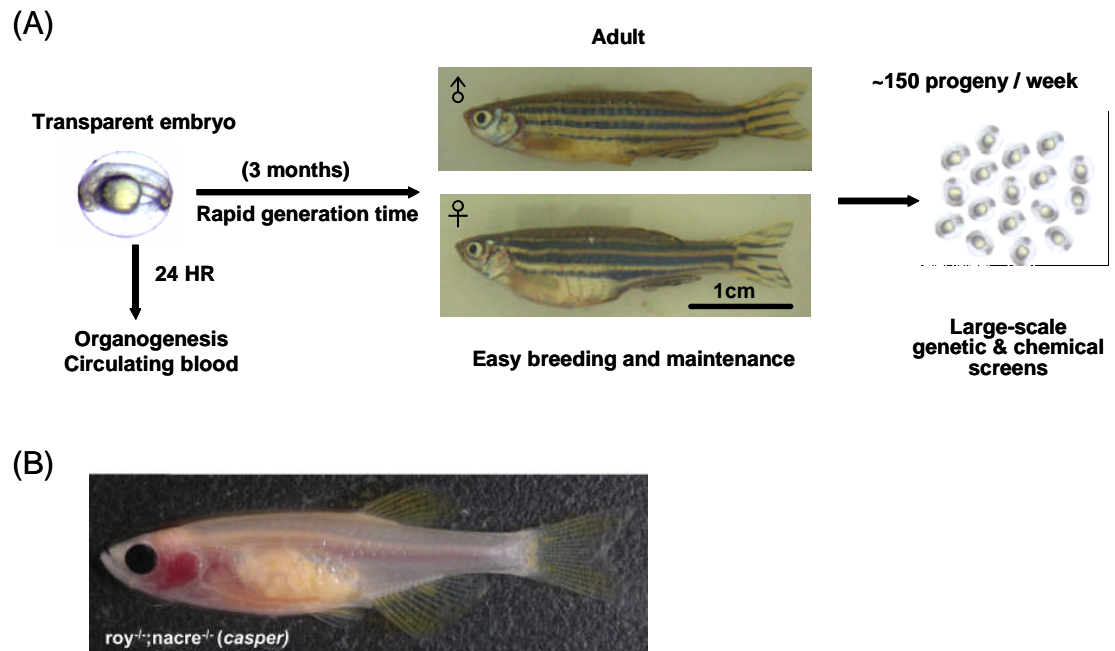 (A)
Adult
~150 progeny / week
Transparent embryo
(3 months)
Rapid generation time
24 HR
1cm
Organogenesis
Circulating blood
Easy breeding and maintenance
Large-scale
genetic & chemical
screens
(B)
roy-/-;nacre-/- (casper)